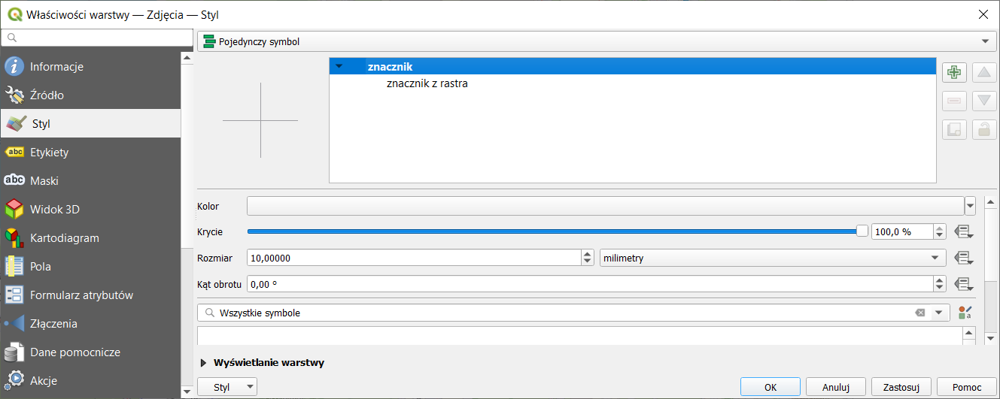 Właściwości warstwy — Zdjęcia — Styl
Informacje
Źródło
Styl
abc Etykiety
abc Maski
Widok 3D
Kartodiagram
Pola
Formularz atrybutów
Złączenia
Dane pomocnicze
Akcje
Pojedynczy symbol
znacznik
znacznik z rastra
Kolor
Krycie 100,0 %
Rozmiar 10,00000 milimetry
Kąt obrotu 0,00 °
Wszystkie symbole a
Wyświetlanie warstwy
Styl OK Anuluj Zastosuj Pomoc